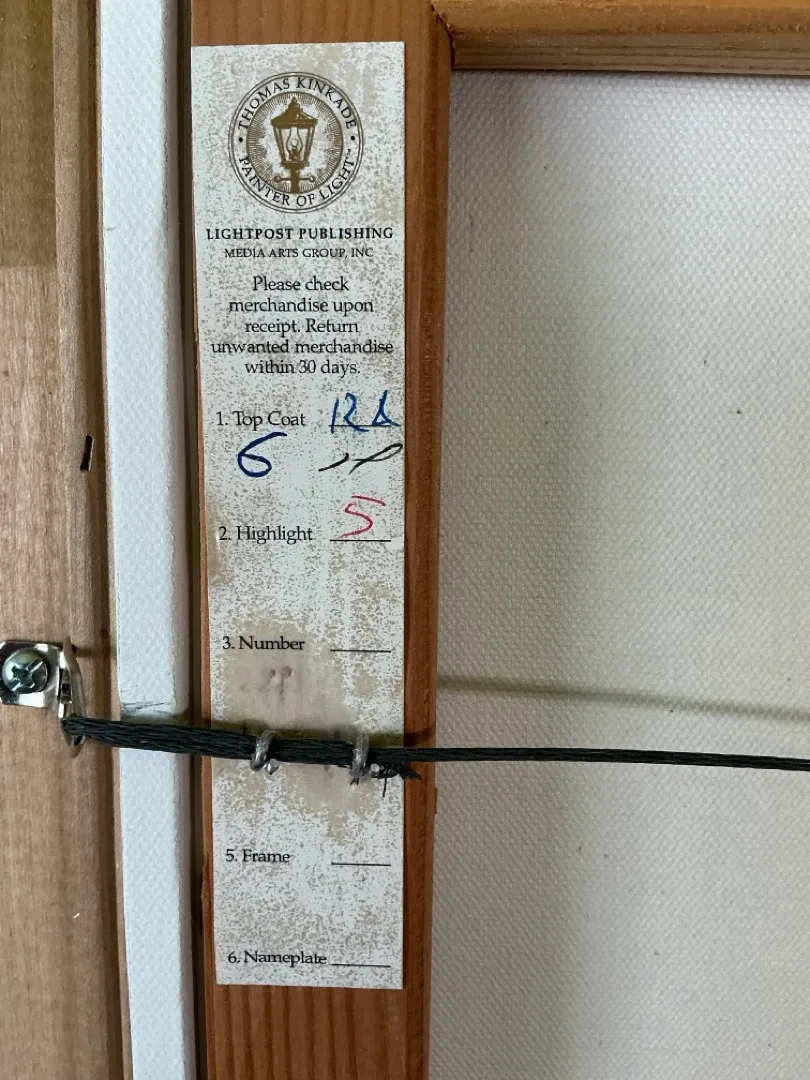 THOMAS KINKADE
PAINTER OF LIGHT™
LIGHTPOST PUBLISHING
MEDIA ARTS GROUP, INC
Please check
merchandise upon
receipt. Return
unwanted merchandise
within 30 days.
1. Top Coat
6
2. Highlight 5
3. Number
5. Frame
6. Nameplate